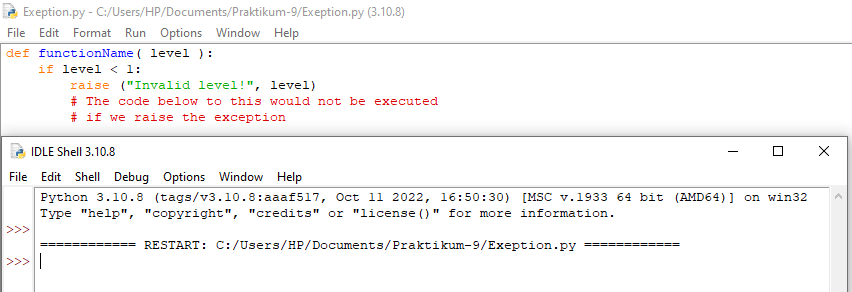 Exeption.py - C:/Users/HP/Documents/Praktikum-9/Exeption.py (3.10.8)
File Edit Format Run Options Window Help
def functionName( level ):
    if level < 1:
        raise ("Invalid level!", level)
        # The code below to this would not be executed
        # if we raise the exception
IDLE Shell 3.10.8
File Edit Shell Debug Options Window Help
Python 3.10.8 (tags/v3.10.8:aaaf517, Oct 11 2022, 16:50:30) [MSC v.1933 64 bit (AMD64)] on win32
Type "help", "copyright", "credits" or "license()" for more information.
>>>
============ RESTART: C:/Users/HP/Documents/Praktikum-9/Exeption.py ============
>>>